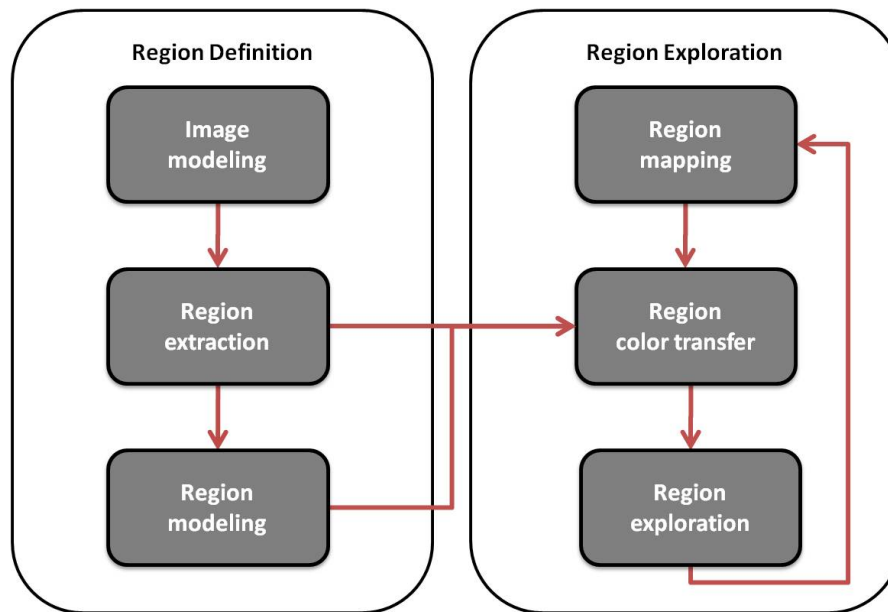 Region Definition
Image
modeling
Region
extraction
Region
modeling
Region Exploration
Region
mapping
Region
color transfer
Region
exploration